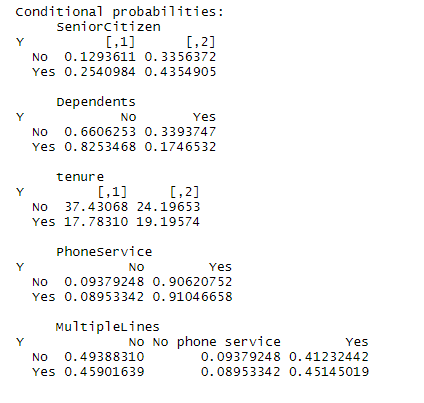 Conditional probabilities:
SeniorCitizen
Y [,1] [,2]
No 0.1293611 0.3356372
Yes 0.2540984 0.4354905
Dependents
Y No Yes
No 0.6606253 0.3393747
Yes 0.8253468 0.1746532
tenure
Y [,1] [,2]
No 37.43068 24.19653
Yes 17.78310 19.19574
PhoneService
Y No Yes
No 0.09379248 0.90620752
Yes 0.08953342 0.91046658
MultipleLines
Y No No phone service Yes
No 0.49388310 0.09379248 0.41232442
Yes 0.45901639 0.08953342 0.45145019